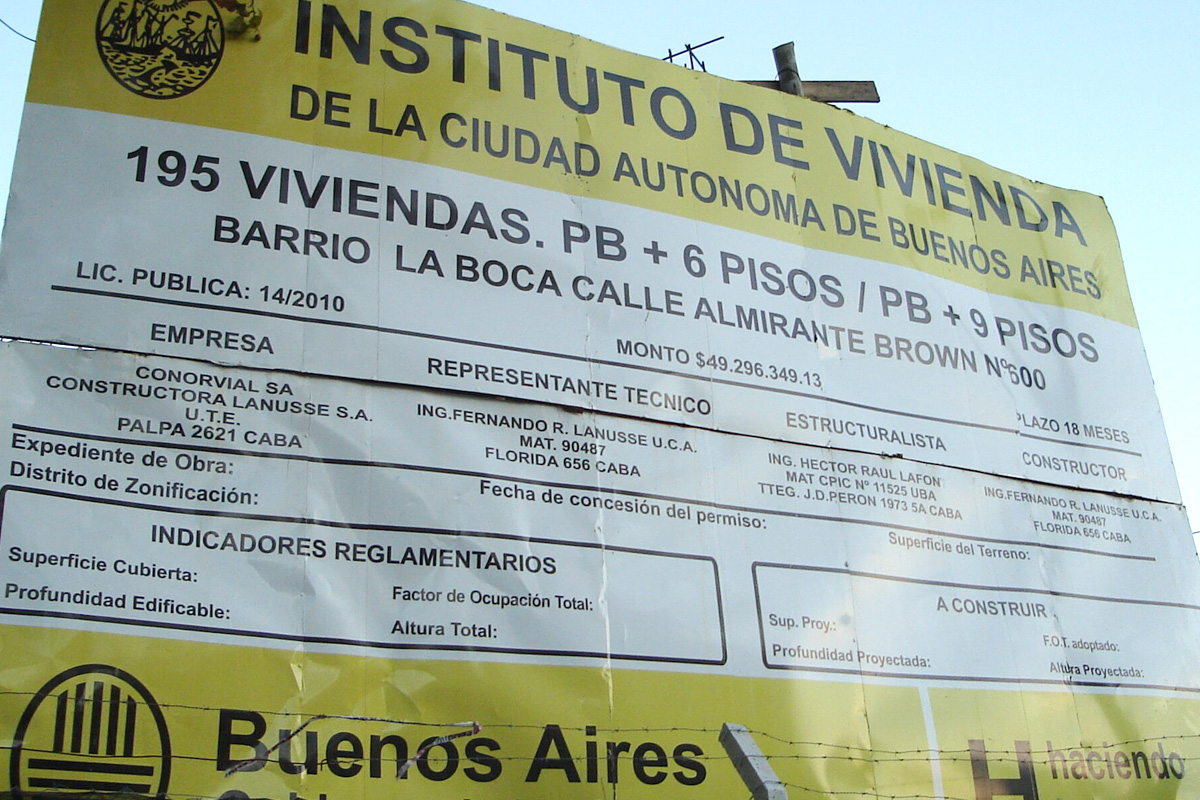 INSTITUTO DE VIVIENDA
DE LA CIUDAD AUTONOMA DE BUENOS AIRES
195 VIVIENDAS. PB + 6 PISOS / PB + 9 PISOS
BARRIO LA BOCA CALLE ALMIRANTE BROWN Nº600
LIC. PUBLICA: 14/2010
MONTO $49.296.349.13
PLAZO 18 MESES
EMPRESA
CONORVIAL SA
CONSTRUCTORA LANUSSE S.A.
U.T.E.
PALPA 2621 CABA
REPRESENTANTE TECNICO
ING.FERNANDO R. LANUSSE U.C.A.
MAT. 90487
FLORIDA 656 CABA
ESTRUCTURALISTA
ING. HECTOR RAUL LAFON
MAT CPIC Nº 11525 UBA
TTEG. J.D.PERON 1973 5A CABA
CONSTRUCTOR
ING.FERNANDO R. LANUSSE U.C.A.
MAT. 90487
FLORIDA 656 CABA
Expediente de Obra:
Distrito de Zonificación:
Fecha de concesión del permiso:
Superficie del Terreno:
INDICADORES REGLAMENTARIOS
Superficie Cubierta:
Factor de Ocupación Total:
Profundidad Edificable:
Altura Total:
A CONSTRUIR
Sup. Proy.:
F.O.T. adoptado:
Profundidad Proyectada:
Altura Proyectada:
Buenos Aires
H haciendo